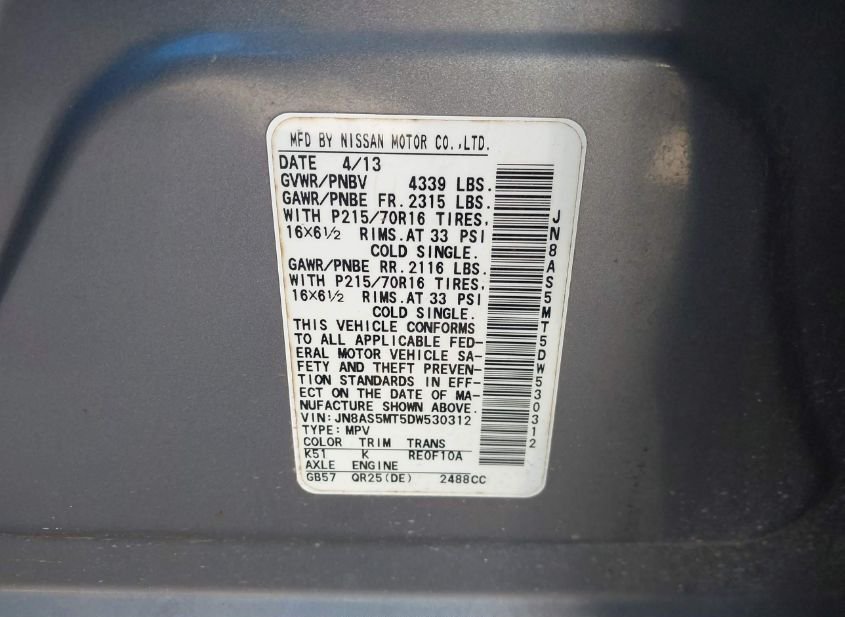 MFD BY NISSAN MOTOR CO.,LTD.
DATE 4/13
GVWR/PNBV 4339 LBS.
GAWR/PNBE FR. 2315 LBS.
WITH P215/70R16 TIRES,
16X6½ RIMS.AT 33 PSI
COLD SINGLE.
GAWR/PNBE RR. 2116 LBS.
WITH P215/70R16 TIRES,
16X6½ RIMS.AT 33 PSI
COLD SINGLE.
THIS VEHICLE CONFORMS
TO ALL APPLICABLE FED-
ERAL MOTOR VEHICLE SA-
FETY AND THEFT PREVEN-
TION STANDARDS IN EFF-
ECT ON THE DATE OF MA-
NUFACTURE SHOWN ABOVE.
VIN: JN8AS5MT5DW530312
TYPE: MPV
COLOR TRIM TRANS
K51 K RE0F10A
AXLE ENGINE
GB57 QR25(DE) 2488CC
JN8AS5MT5DW530312